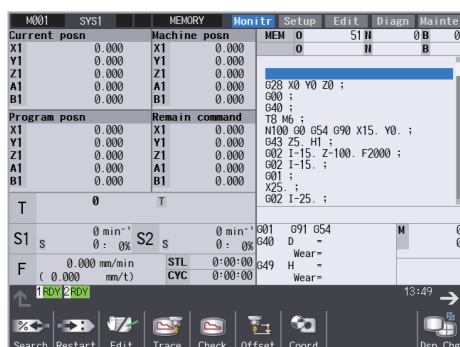 M001 SYS1 MEMORY Monitr Setup Edit Diagn Mainte
Current posn Machine posn MEM O 51 N 0 B 0
X1 0.000 X1 0.000 O N B
Y1 0.000 Y1 0.000
Z1 0.000 Z1 0.000
A1 0.000 A1 0.000
B1 0.000 B1 0.000
Program posn Remain command
X1 0.000 X1 0.000
Y1 0.000 Y1 0.000
Z1 0.000 Z1 0.000
A1 0.000 A1 0.000
B1 0.000 B1 0.000
G28 X0 Y0 Z0 ;
G00 ;
G40 ;
T8 M6 ;
N100 G0 G54 G90 X15. Y0. ;
G43 Z5. H1 ;
G02 I-15. Z-100. F2000 ;
G02 I-15. ;
G01 ;
X25. ;
G02 I-25. ;
T 0 T
S1 S 0 min⁻¹ 0: 0% S2 S 0 min⁻¹ 0: 0%
F 0.000 mm/min ( 0.000 mm/t)
STL 0:00:00
CYC 0:00:00
G01 G91 G54 M 0
G40 D =
Wear=
G49 H =
Wear=
1 RDY 2 RDY 13:49
Search Restart Edit Trace Check Offset Coord Dsp Chg